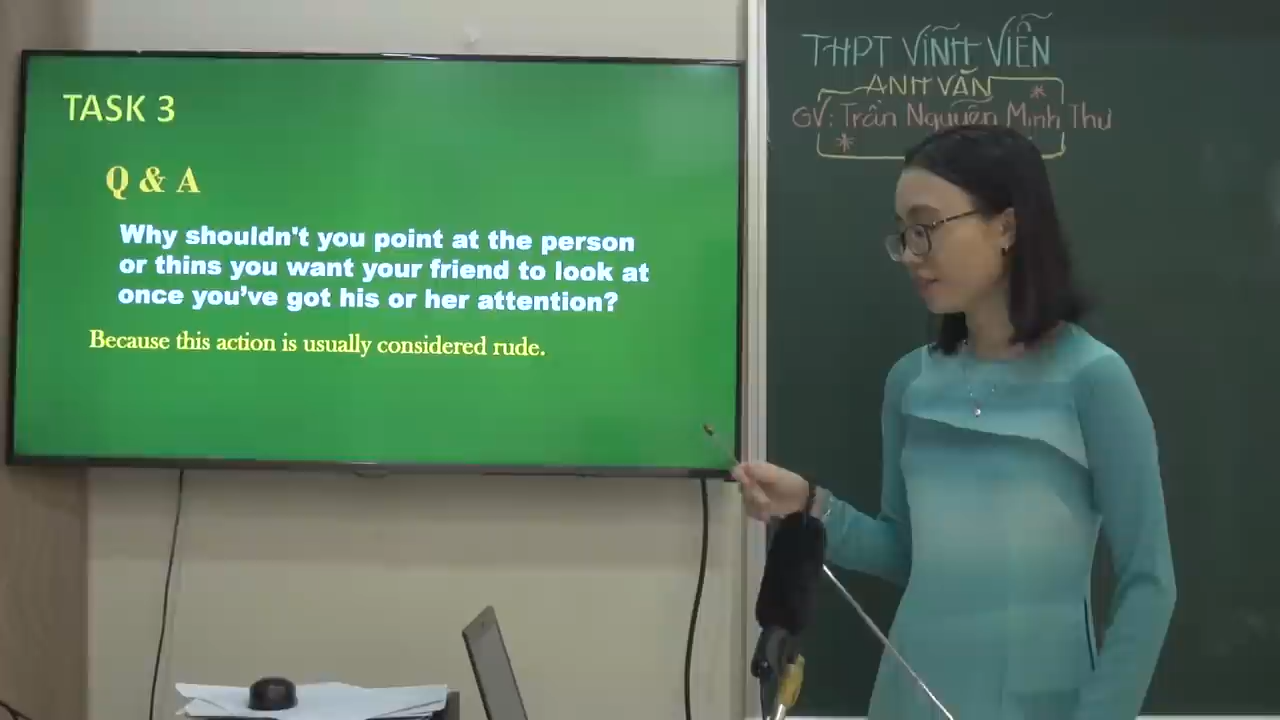 TASK 3
Q & A
Why shouldn't you point at the person
or thins you want your friend to look at
once you've got his or her attention?
Because this action is usually considered rude.
THPT VĨNH VIỄN
ANH VĂN
GV: Trần Nguyễn Minh Thư